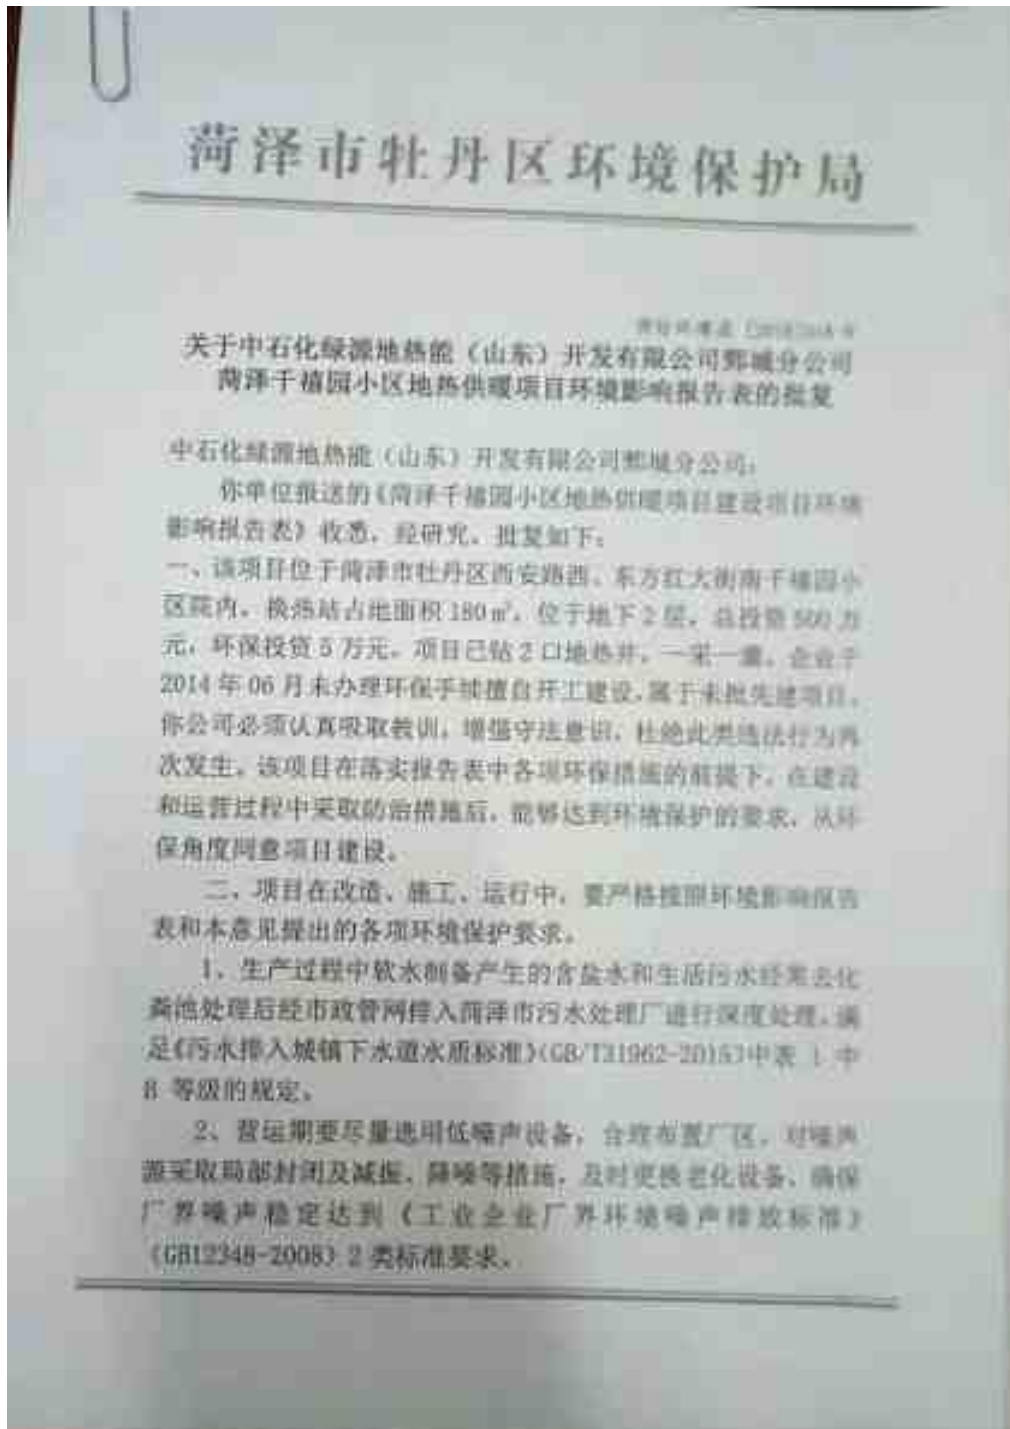 菏泽市牡丹区环境保护局
关于中石化绿源地热能（山东）开发有限公司鄄城分公司
菏泽千禧园小区地热供暖项目环境影响报告表的批复
中石化绿源地热能（山东）开发有限公司鄄城分公司：
你单位报送的《菏泽千禧园小区地热供暖项目建设项目环境
影响报告表》收悉，经研究，批复如下：
一、该项目位于菏泽市牡丹区西安路西、东方红大街南千禧园小
区院内，换热站占地面积180㎡，位于地下2层，总投资500万
元，环保投资5万元。项目已钻2口地热井，一采一灌。企业于
2014年06月未办理环保手续擅自开工建设，属于未批先建项目。
你公司必须认真吸取教训，增强守法意识，杜绝此类违法行为再
次发生。该项目在落实报告表中各项环保措施的前提下，在建设
和运营过程中采取防治措施后，能够达到环境保护的要求，从环
保角度同意项目建设。
二、项目在改造、施工、运行中，要严格按照环境影响报告
表和本意见提出的各项环境保护要求。
1、生产过程中软水制备产生的含盐水和生活污水经化
粪池处理后经市政管网排入菏泽市污水处理厂进行深度处理，满
足《污水排入城镇下水道水质标准》（GB/T31962-2015）中表1中
B 等级的规定。
2、营运期要尽量选用低噪声设备，合理布置厂区，对噪声
源采取局部封闭及减振、降噪等措施，及时更换老化设备，确保
厂界噪声稳定达到《工业企业厂界环境噪声排放标准》
（GB12348-2008）2类标准要求。